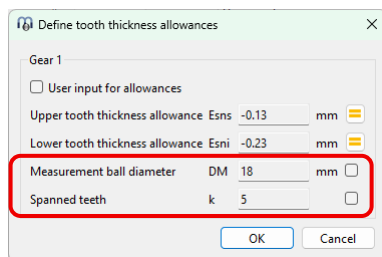 Define tooth thickness allowances
Gear 1
User input for allowances
Upper tooth thickness allowance Esns -0.13 mm
Lower tooth thickness allowance Esni -0.23 mm
Measurement ball diameter DM 18 mm
Spanned teeth k 5
OK Cancel